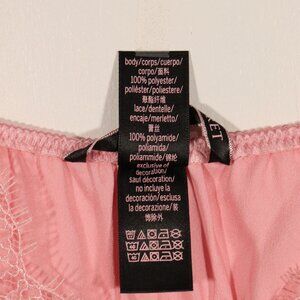 body/corps/cuerpo/
corpo/面料
100% polyester/
poliéster/poliestere/
聚酯纤维
lace/dentelle/
encaje/merletto/
蕾丝
100% polyamide/
poliamida/
poliammide/锦纶
exclusive of
decoration/
sauf décoration/
no incluye la
decoración/esclusa
la decorazione/装
饰除外